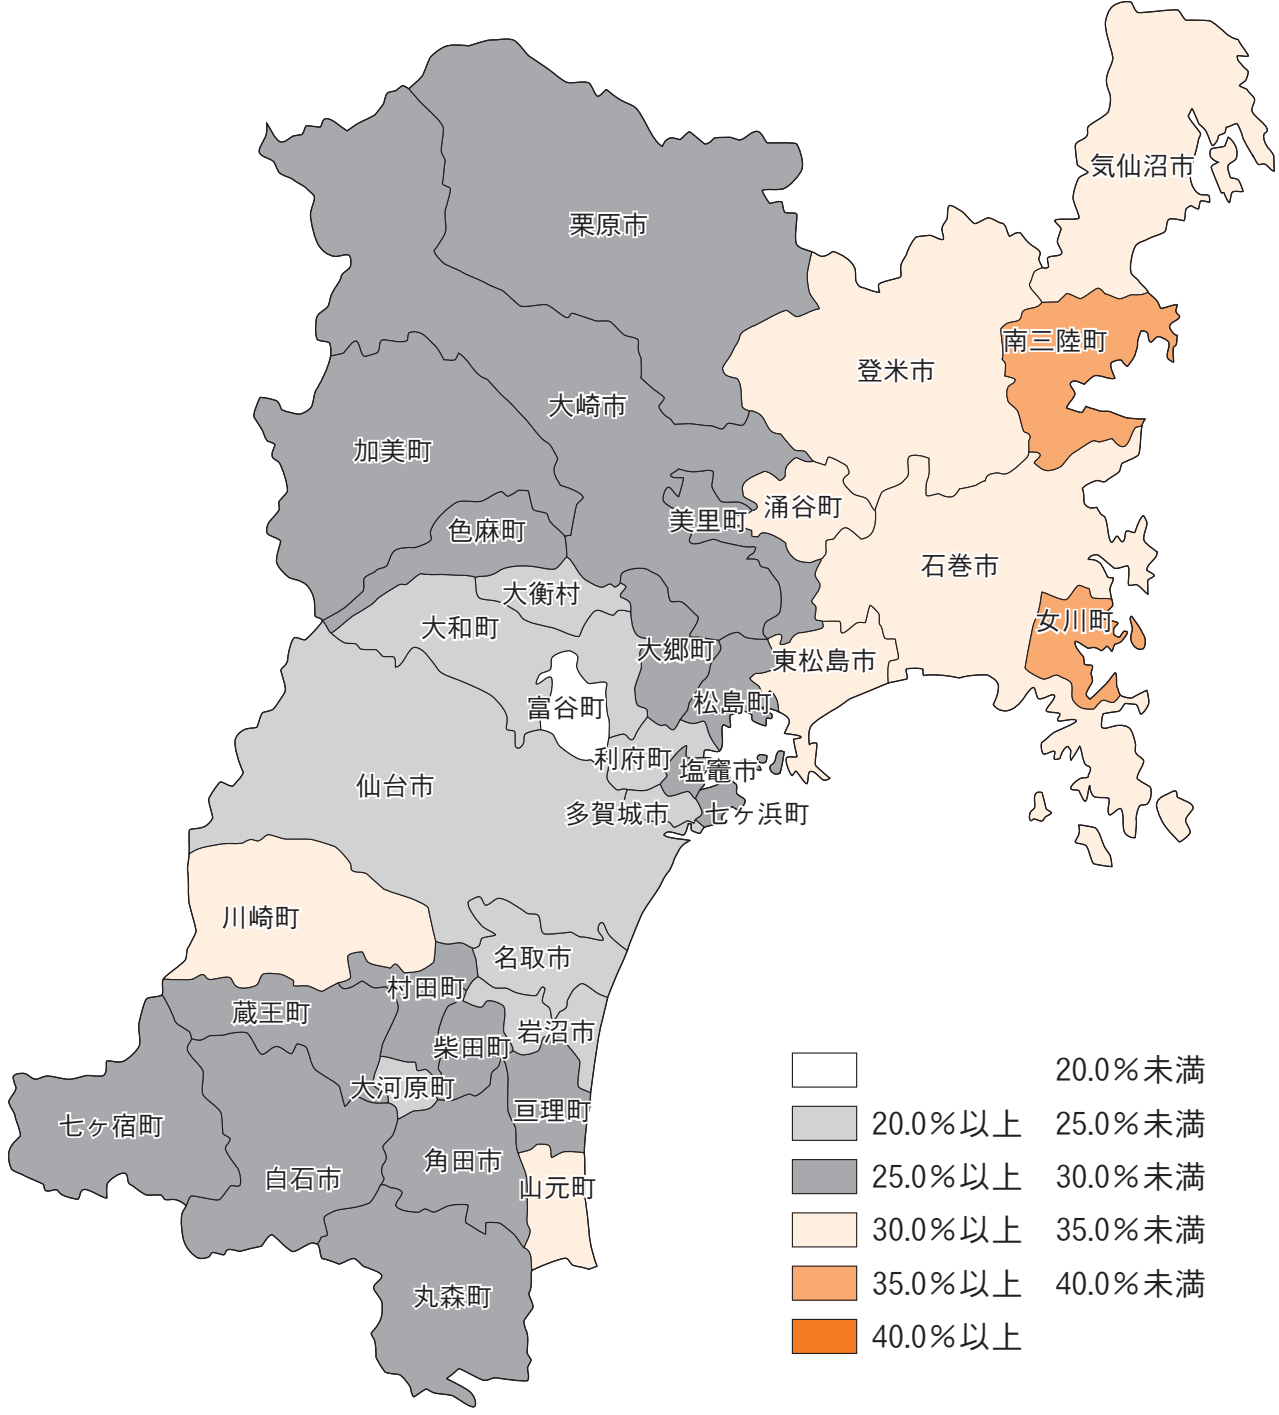 気仙沼市
栗原市
南三陸町
登米市
大崎市
加美町
涌谷町
美里町
色麻町
石巻市
大衡村
女川町
大和町
大郷町
東松島市
松島町
富谷町
利府町
塩竈市
仙台市
多賀城市
七ヶ浜町
川崎町
名取市
村田町
蔵王町
岩沼市
柴田町
大河原町
亘理町
七ヶ宿町
角田市
白石市
山元町
丸森町
20.0％未満
20.0％以上 25.0％未満
25.0％以上 30.0％未満
30.0％以上 35.0％未満
35.0％以上 40.0％未満
40.0％以上